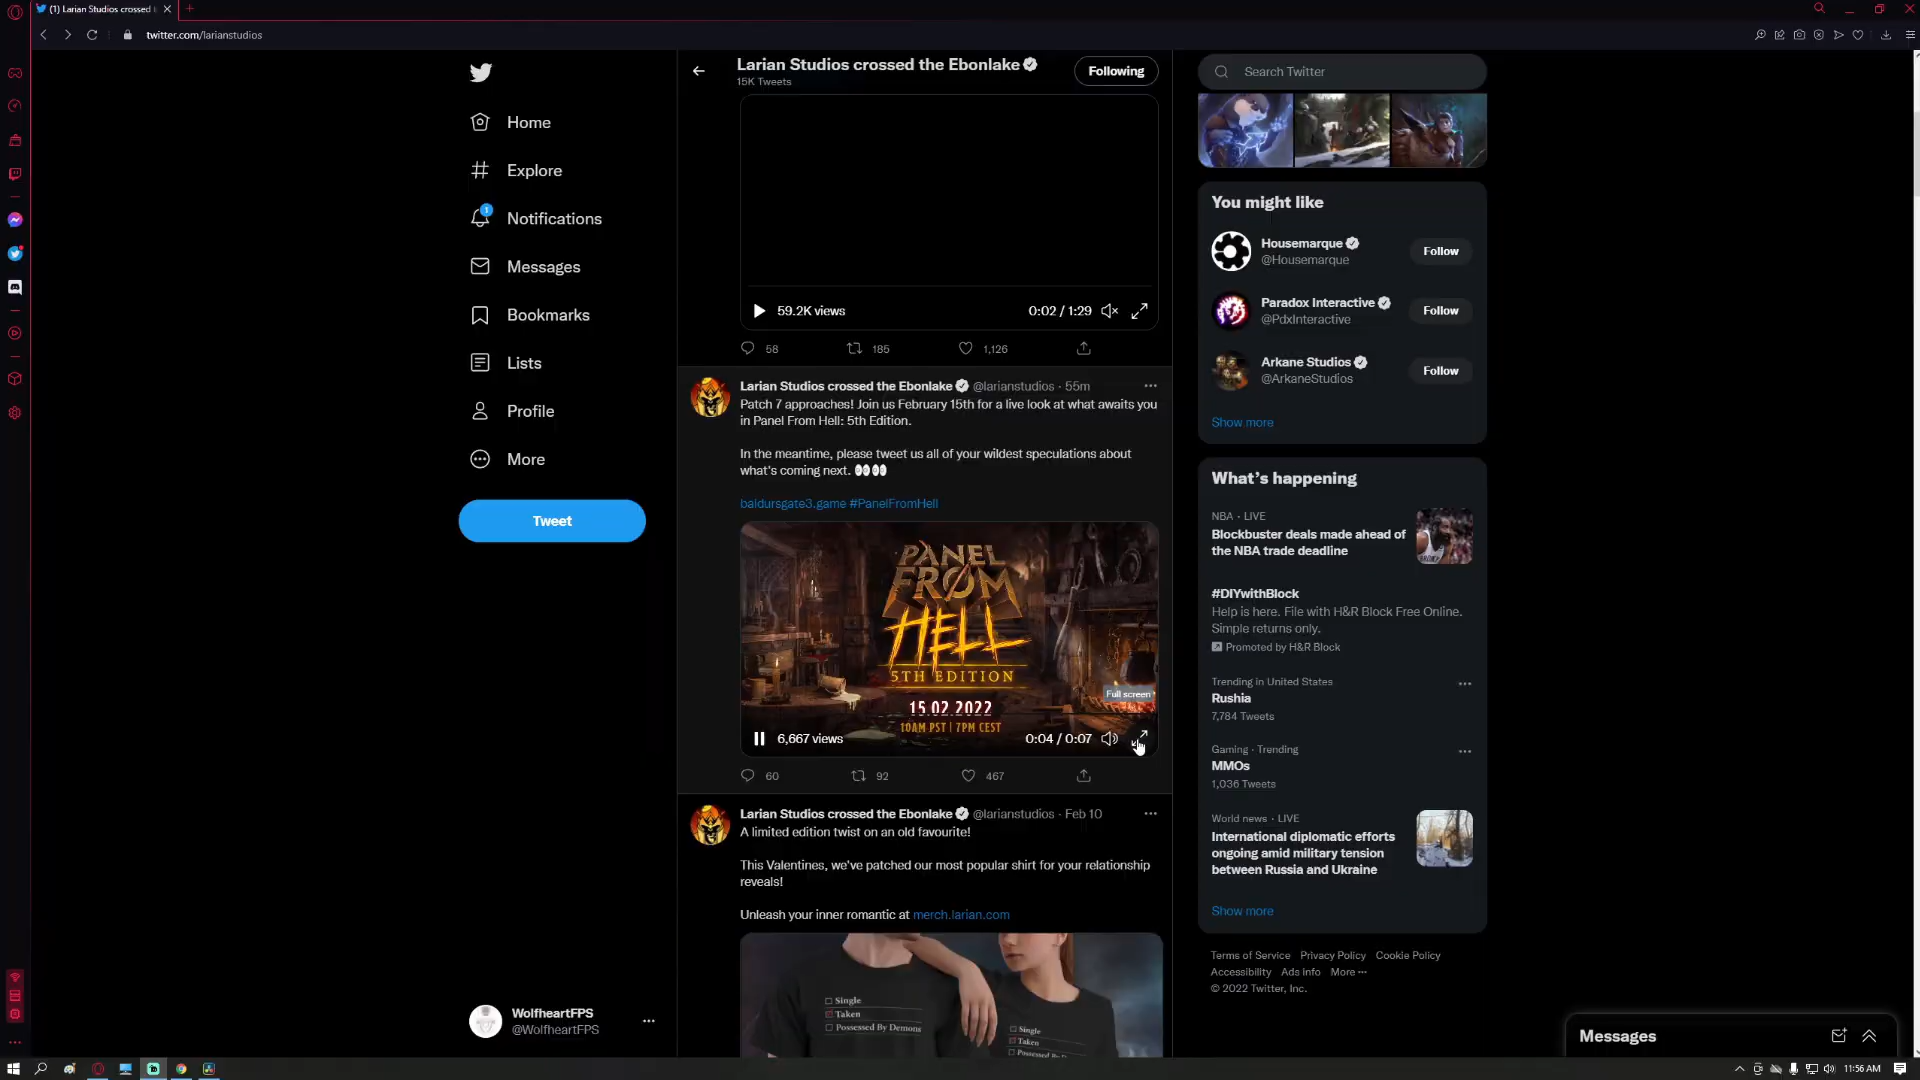 (1) Larian Studios crossed t
twitter.com/larianstudios
Home
Explore
1
Notifications
Messages
Bookmarks
Lists
Profile
More
Tweet
WolfheartFPS
@WolfheartFPS
Larian Studios crossed the Ebonlake
15K Tweets
Following
59.2K views
0:02 / 1:29
58
185
1,126
Larian Studios crossed the Ebonlake @larianstudios · 55m
Patch 7 approaches! Join us February 15th for a live look at what awaits you
in Panel From Hell: 5th Edition.
In the meantime, please tweet us all of your wildest speculations about
what's coming next. 👀👀
baldursgate3.game #PanelFromHell
PANEL
FROM
HELL
5TH EDITION
15.02.2022
10AM PST | 7PM CEST
Full screen
6,667 views
0:04 / 0:07
60
92
467
Larian Studios crossed the Ebonlake @larianstudios · Feb 10
A limited edition twist on an old favourite!
This Valentines, we've patched our most popular shirt for your relationship
reveals!
Unleash your inner romantic at merch.larian.com
Single
Taken
Possessed By Demons
Single
Taken
Possessed By Demons
Search Twitter
You might like
Housemarque
@Housemarque
Follow
Paradox Interactive
@PdxInteractive
Follow
Arkane Studios
@ArkaneStudios
Follow
Show more
What's happening
NBA · LIVE
Blockbuster deals made ahead of
the NBA trade deadline
#DIYwithBlock
Help is here. File with H&R Block Free Online.
Simple returns only.
Promoted by H&R Block
Trending in United States
Rushia
7,784 Tweets
Gaming · Trending
MMOs
1,036 Tweets
World news · LIVE
International diplomatic efforts
ongoing amid military tension
between Russia and Ukraine
Show more
Terms of Service Privacy Policy Cookie Policy
Accessibility Ads info More ···
© 2022 Twitter, Inc.
Messages
11:56 AM